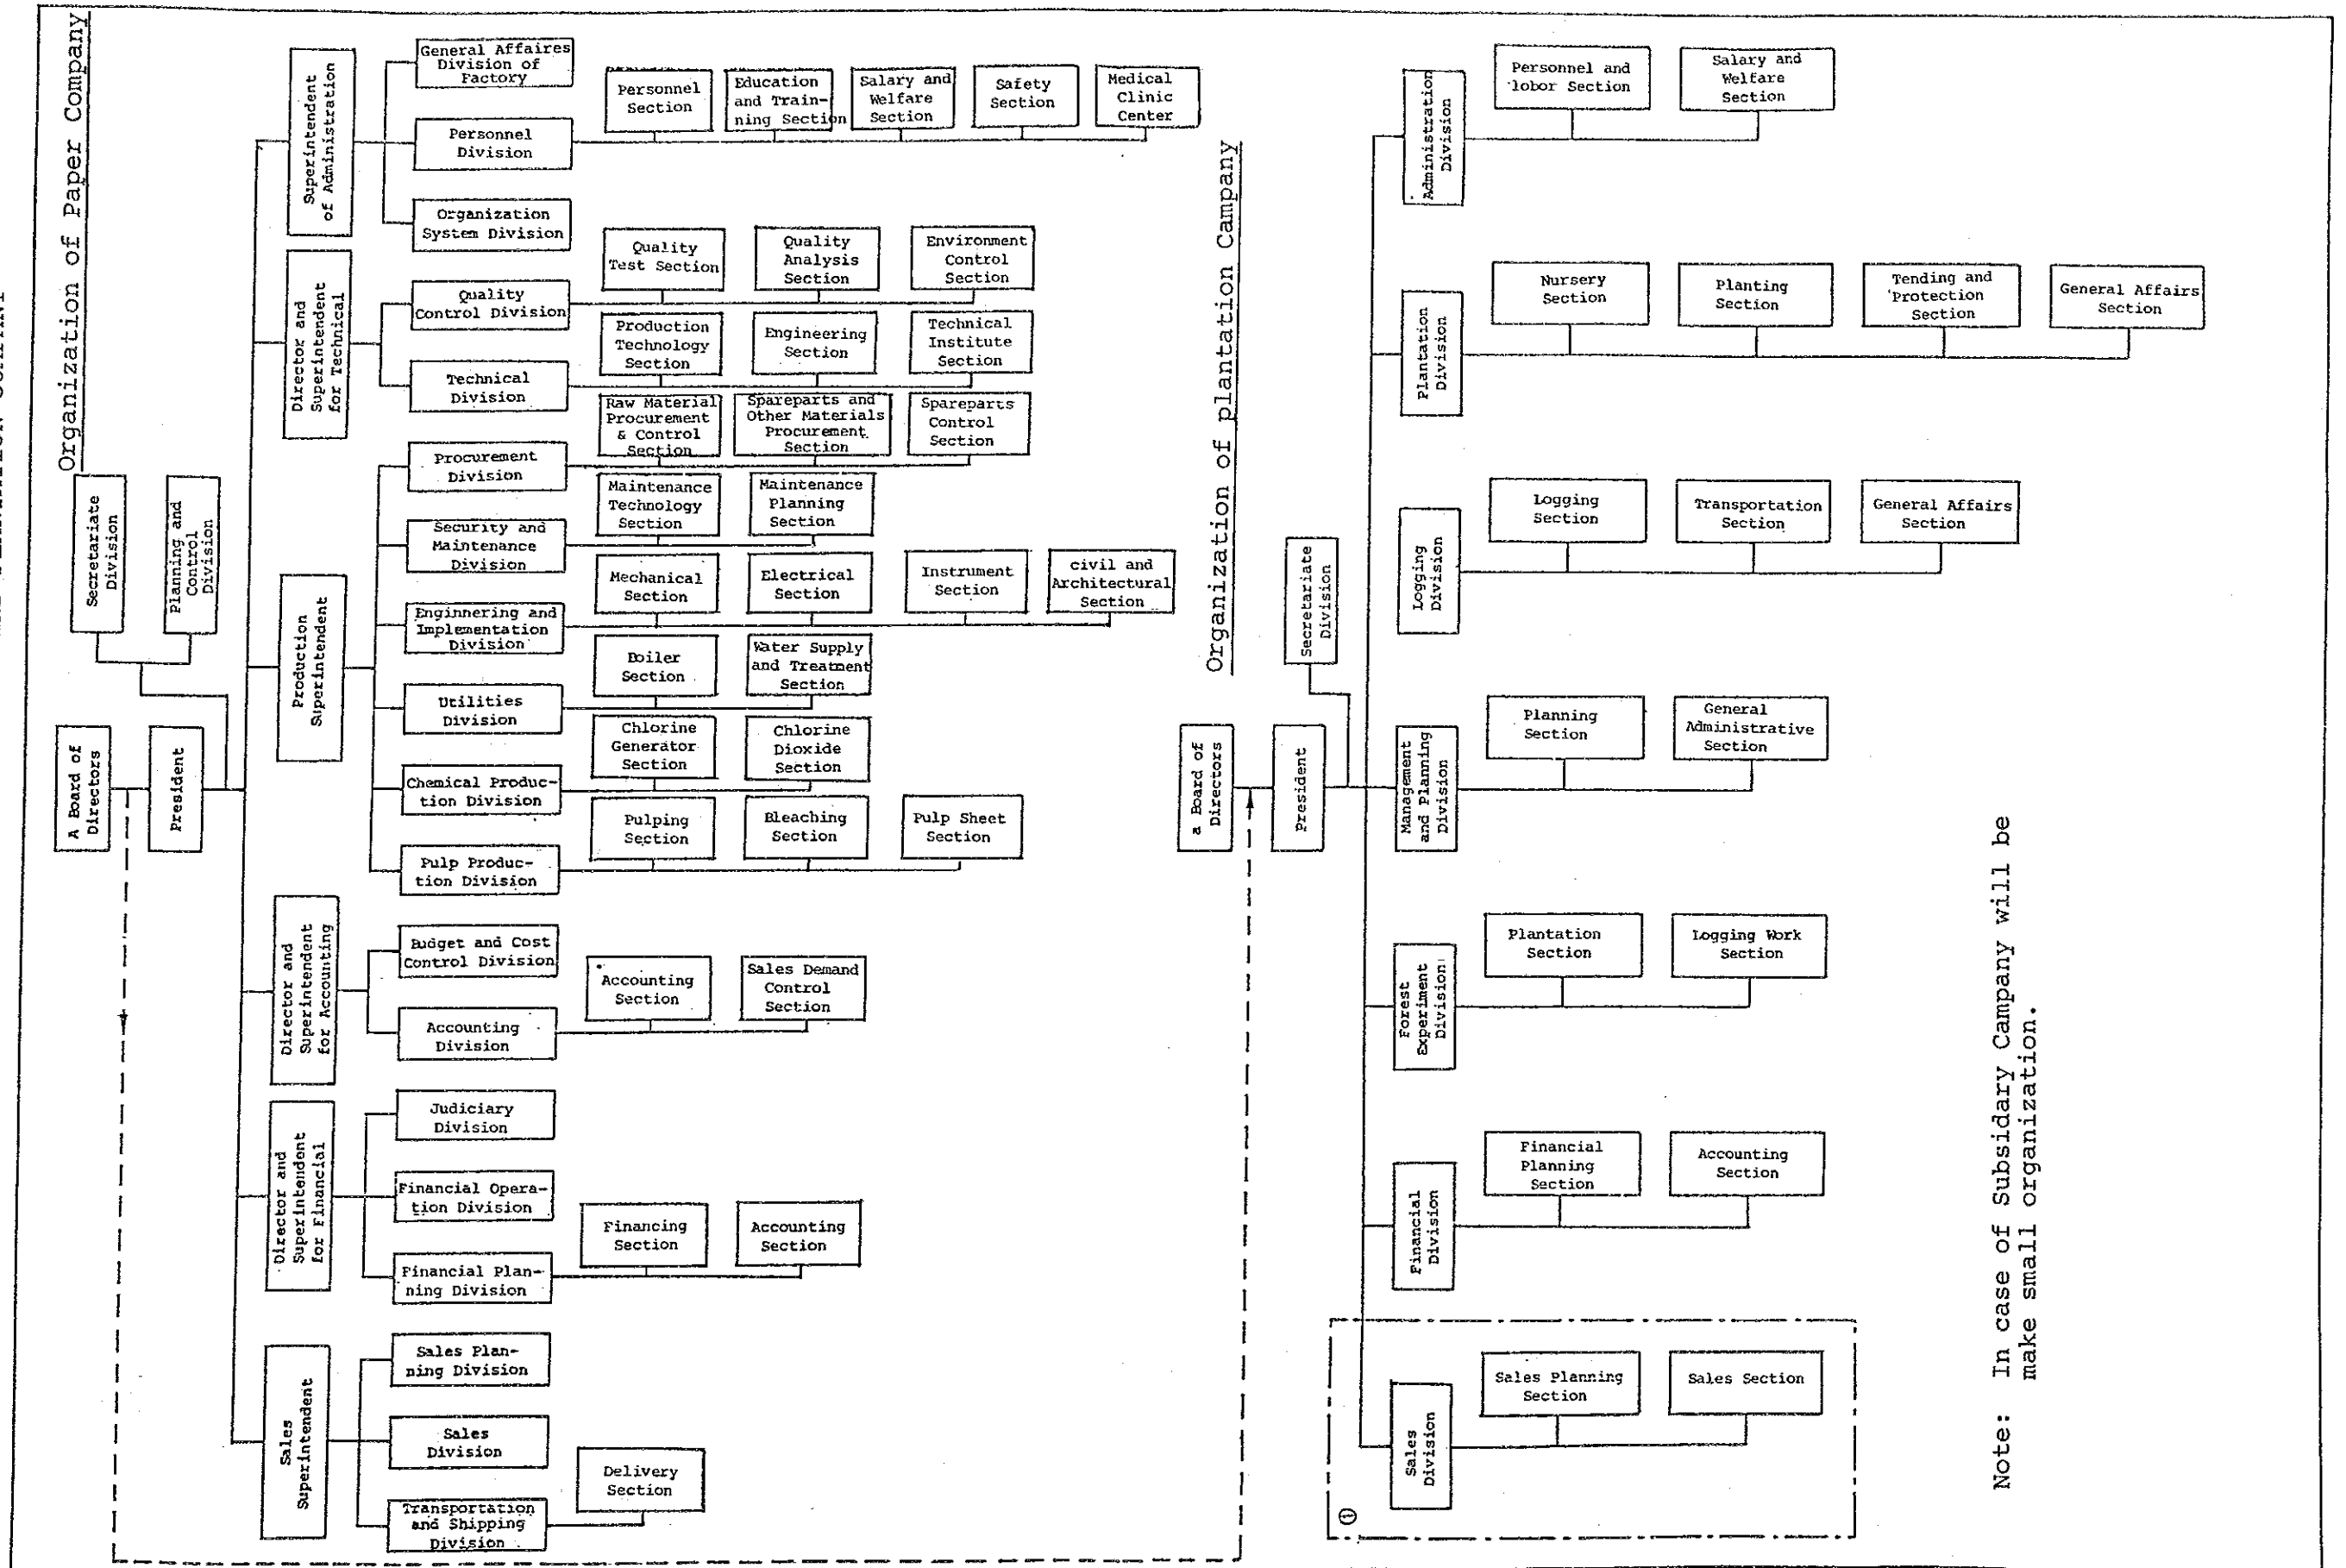 Organization of Paper Company
A Board of
Directors
President
Secretariate
Division
Planning and
Control
Division
Superintendent
of Administration
General Affaires
Division of
Factory
Personnel
Division
Personnel
Section
Education
and Train-
ning Section
Salary and
Welfare
Section
Safety
Section
Medical
Clinic
Center
Organization
System Division
Director and
Superintendent
for Technical
Quality
Control Division
Quality
Test Section
Quality
Analysis
Section
Environment
Control
Section
Technical
Division
Production
Technology
Section
Engineering
Section
Technical
Institute
Section
Production
Superintendent
Procurement
Division
Raw Material
Procurement
& Control
Section
Spareparts and
Other Materials
Procurement
Section
Spareparts
Control
Section
Security and
Maintenance
Division
Maintenance
Technology
Section
Maintenance
Planning
Section
Enginnering and
Implementation
Division
Mechanical
Section
Electrical
Section
Instrument
Section
civil and
Architectural
Section
Utilities
Division
Boiler
Section
Water Supply
and Treatment
Section
Chemical Produc-
tion Division
Chlorine
Generator
Section
Chlorine
Dioxide
Section
Pulp Produc-
tion Division
Pulping
Section
Bleaching
Section
Pulp Sheet
Section
Director and
Superintendent
for Accounting
Budget and Cost
Control Division
Accounting
Division
Accounting
Section
Sales Demand
Control
Section
Director and
Superintendent
for Financial
Judiciary
Division
Financial Opera-
tion Division
Financial Plan-
ning Division
Financing
Section
Accounting
Section
Sales
Superintendent
Sales Plan-
ning Division
Sales
Division
Transportation
and Shipping
Division
Delivery
Section
Organization of plantation Campany
a Board of
Directors
President
Secretariate
Division
Administration
Division
Personnel and
lobor Section
Salary and
Welfare
Section
Plantation
Division
Nursery
Section
Planting
Section
Tending and
Protection
Section
General Affairs
Section
Logging
Division
Logging
Section
Transportation
Section
General Affairs
Section
Management
and Planning
Division
Planning
Section
General
Administrative
Section
Forest
Experiment
Division
Plantation
Section
Logging Work
Section
Financial
Division
Financial
Planning
Section
Accounting
Section
①
Sales
Division
Sales Planning
Section
Sales Section
Note: In case of Subsidary Campany will be
make small organization.